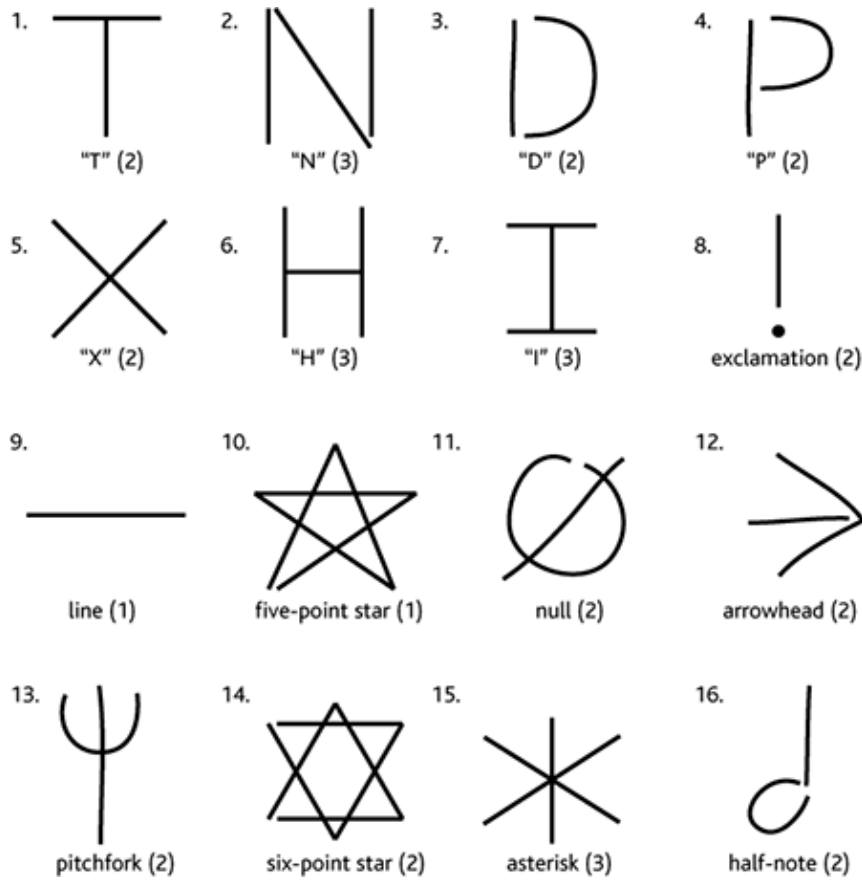 1. 2. 3. 4.
“T” (2) “N” (3) “D” (2) “P” (2)
5. 6. 7. 8.
“X” (2) “H” (3) “I” (3) exclamation (2)
9. 10. 11. 12.
line (1) five-point star (1) null (2) arrowhead (2)
13. 14. 15. 16.
pitchfork (2) six-point star (2) asterisk (3) half-note (2)